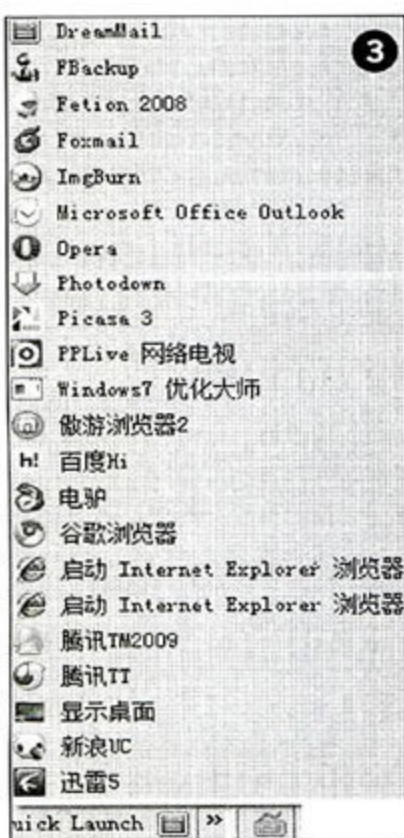 DreamMail
3
FBackup
Fetion 2008
Foxmail
ImgBurn
Microsoft Office Outlook
Opera
Photodown
Picasa 3
PPLive 网络电视
Windows7 优化大师
傲游浏览器2
h! 百度Hi
电驴
谷歌浏览器
启动 Internet Explorer 浏览器
启动 Internet Explorer 浏览器
腾讯TM2009
腾讯TT
显示桌面
新浪UC
迅雷5
uick Launch »